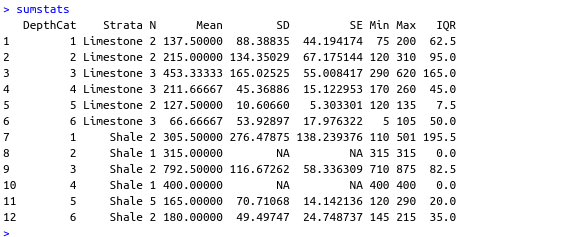 > sumstats
   DepthCat    Strata N      Mean        SD         SE Min Max   IQR
1         1 Limestone 2 137.50000  88.38835  44.194174  75 200  62.5
2         2 Limestone 2 215.00000 134.35029  67.175144 120 310  95.0
3         3 Limestone 3 453.33333 165.02525  55.008417 290 620 165.0
4         4 Limestone 3 211.66667  45.36886  15.122953 170 260  45.0
5         5 Limestone 2 127.50000  10.60660   5.303301 120 135   7.5
6         6 Limestone 3  66.66667  53.92897  17.976322   5 105  50.0
7         1     Shale 2 305.50000 276.47875 138.239376 110 501 195.5
8         2     Shale 1 315.00000        NA         NA 315 315   0.0
9         3     Shale 2 792.50000 116.67262  58.336309 710 875  82.5
10        4     Shale 1 400.00000        NA         NA 400 400   0.0
11        5     Shale 5 165.00000  70.71068  14.142136 120 290  20.0
12        6     Shale 2 180.00000  49.49747  24.748737 145 215  35.0
>